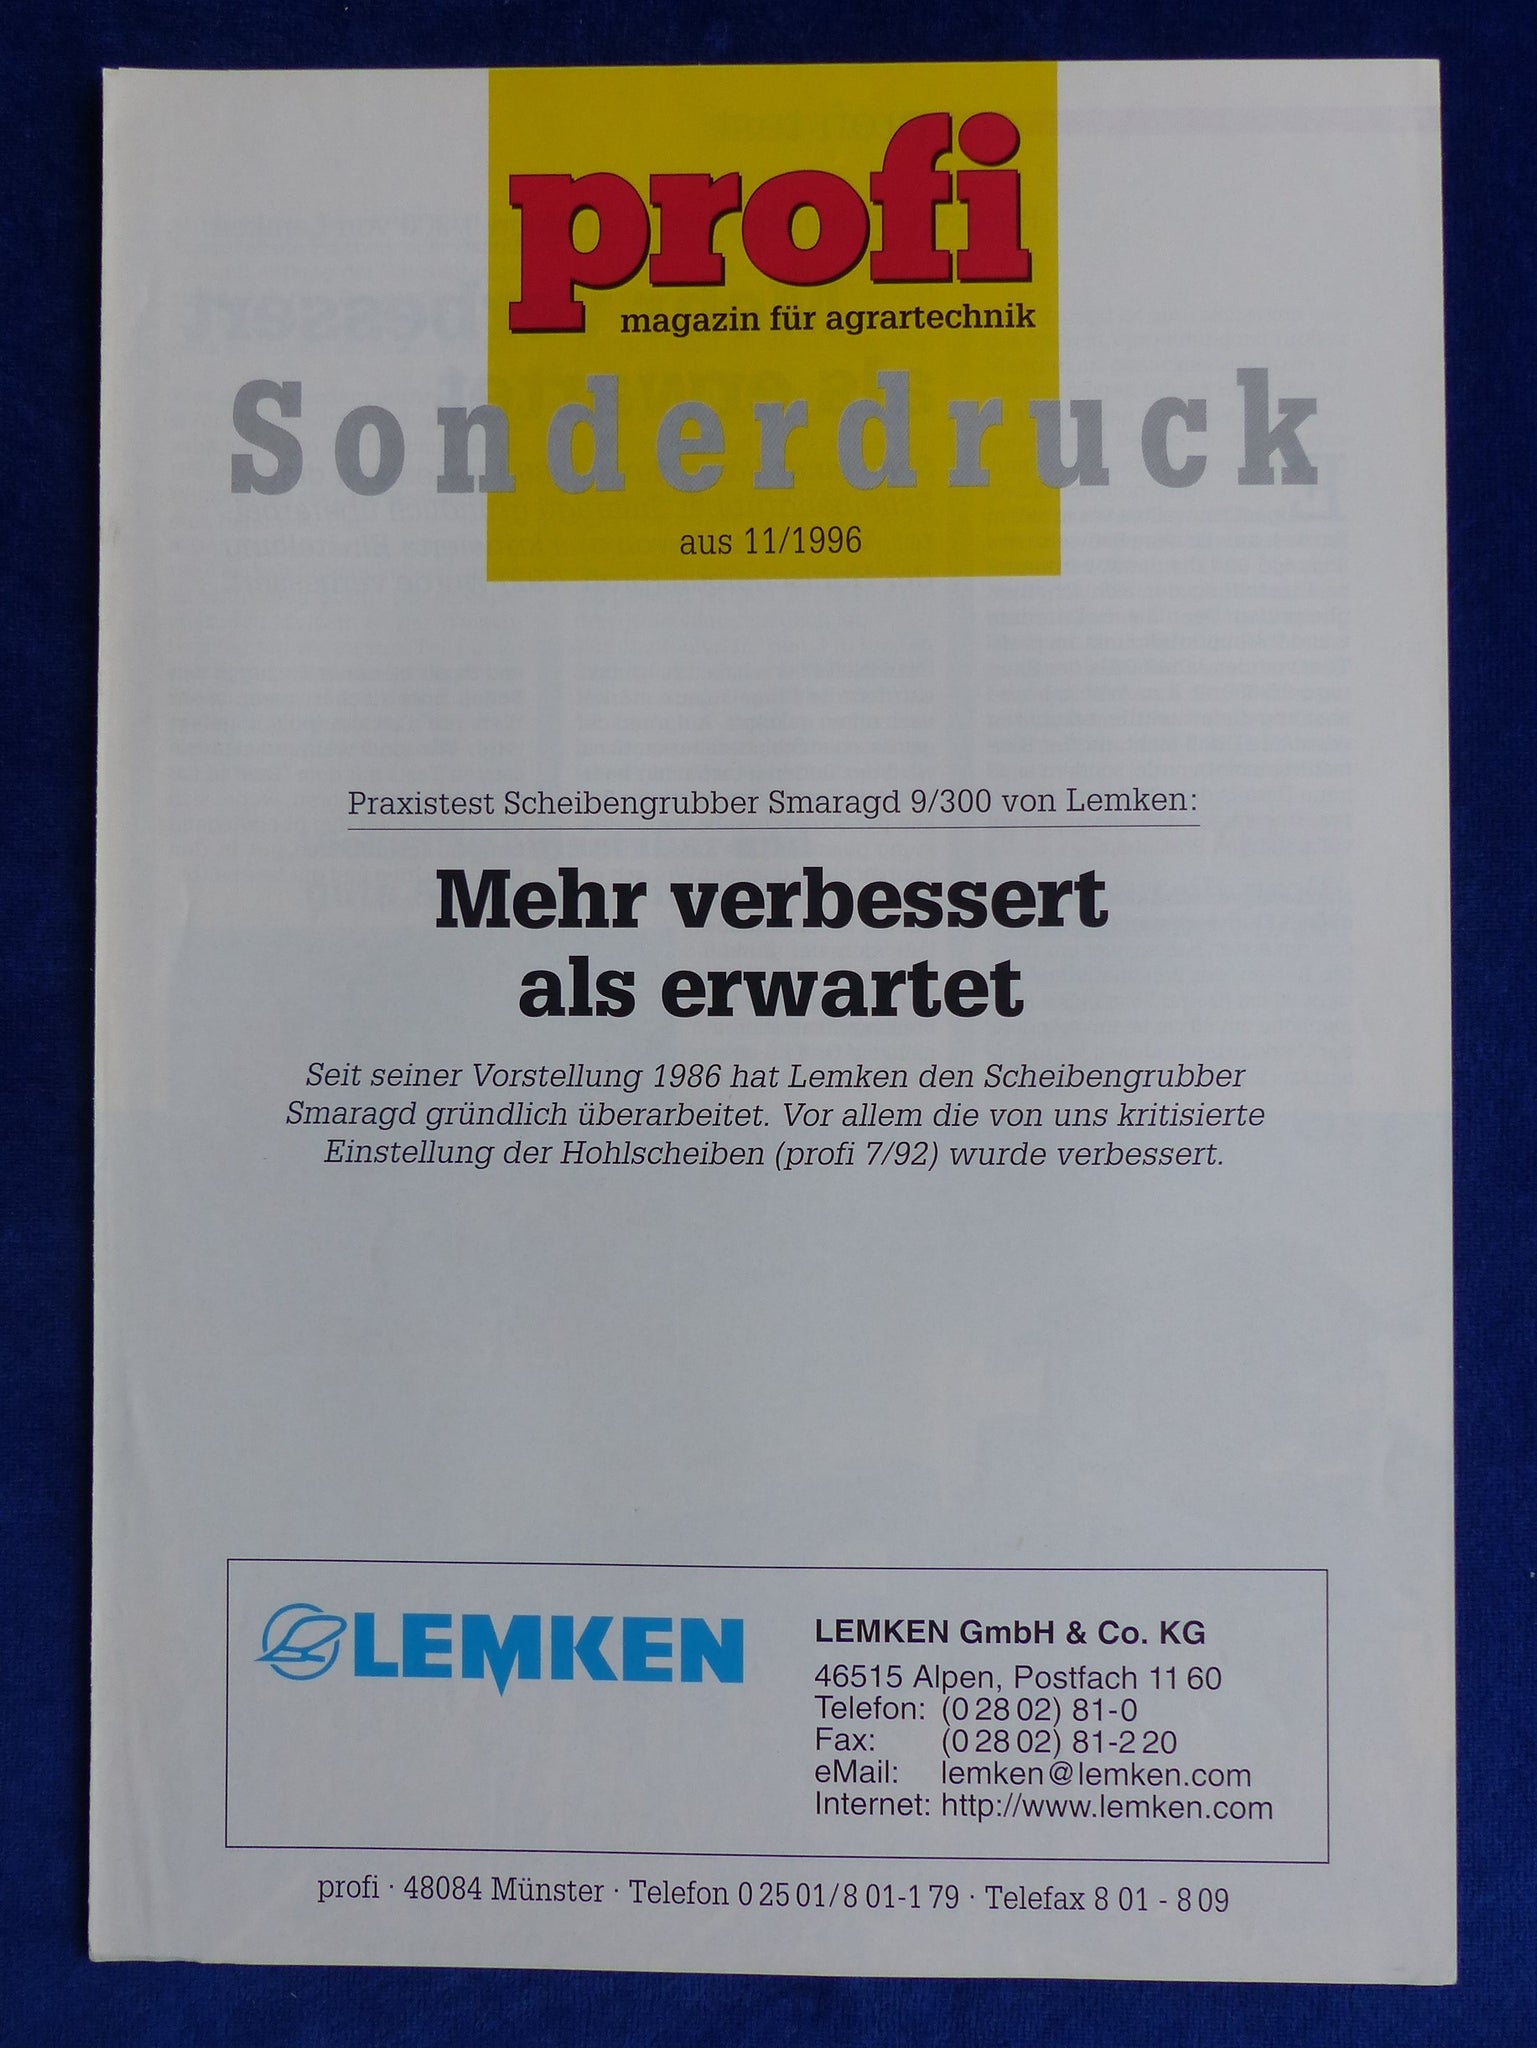 profi
magazin für agrartechnik
Sonderdruck
aus 11/1996
Praxistest Scheibengrubber Smaragd 9/300 von Lemken:
Mehr verbessert
als erwartet
Seit seiner Vorstellung 1986 hat Lemken den Scheibengrubber
Smaragd gründlich überarbeitet. Vor allem die von uns kritisierte
Einstellung der Hohlscheiben (profi 7/92) wurde verbessert.
LEMKEN
LEMKEN GmbH & Co. KG
46515 Alpen, Postfach 11 60
Telefon: (0 28 02) 81-0
Fax: (0 28 02) 81-2 20
eMail: lemken@lemken.com
Internet: http://www.lemken.com
profi · 48084 Münster · Telefon 0 25 01/8 01-1 79 · Telefax 8 01 - 8 09